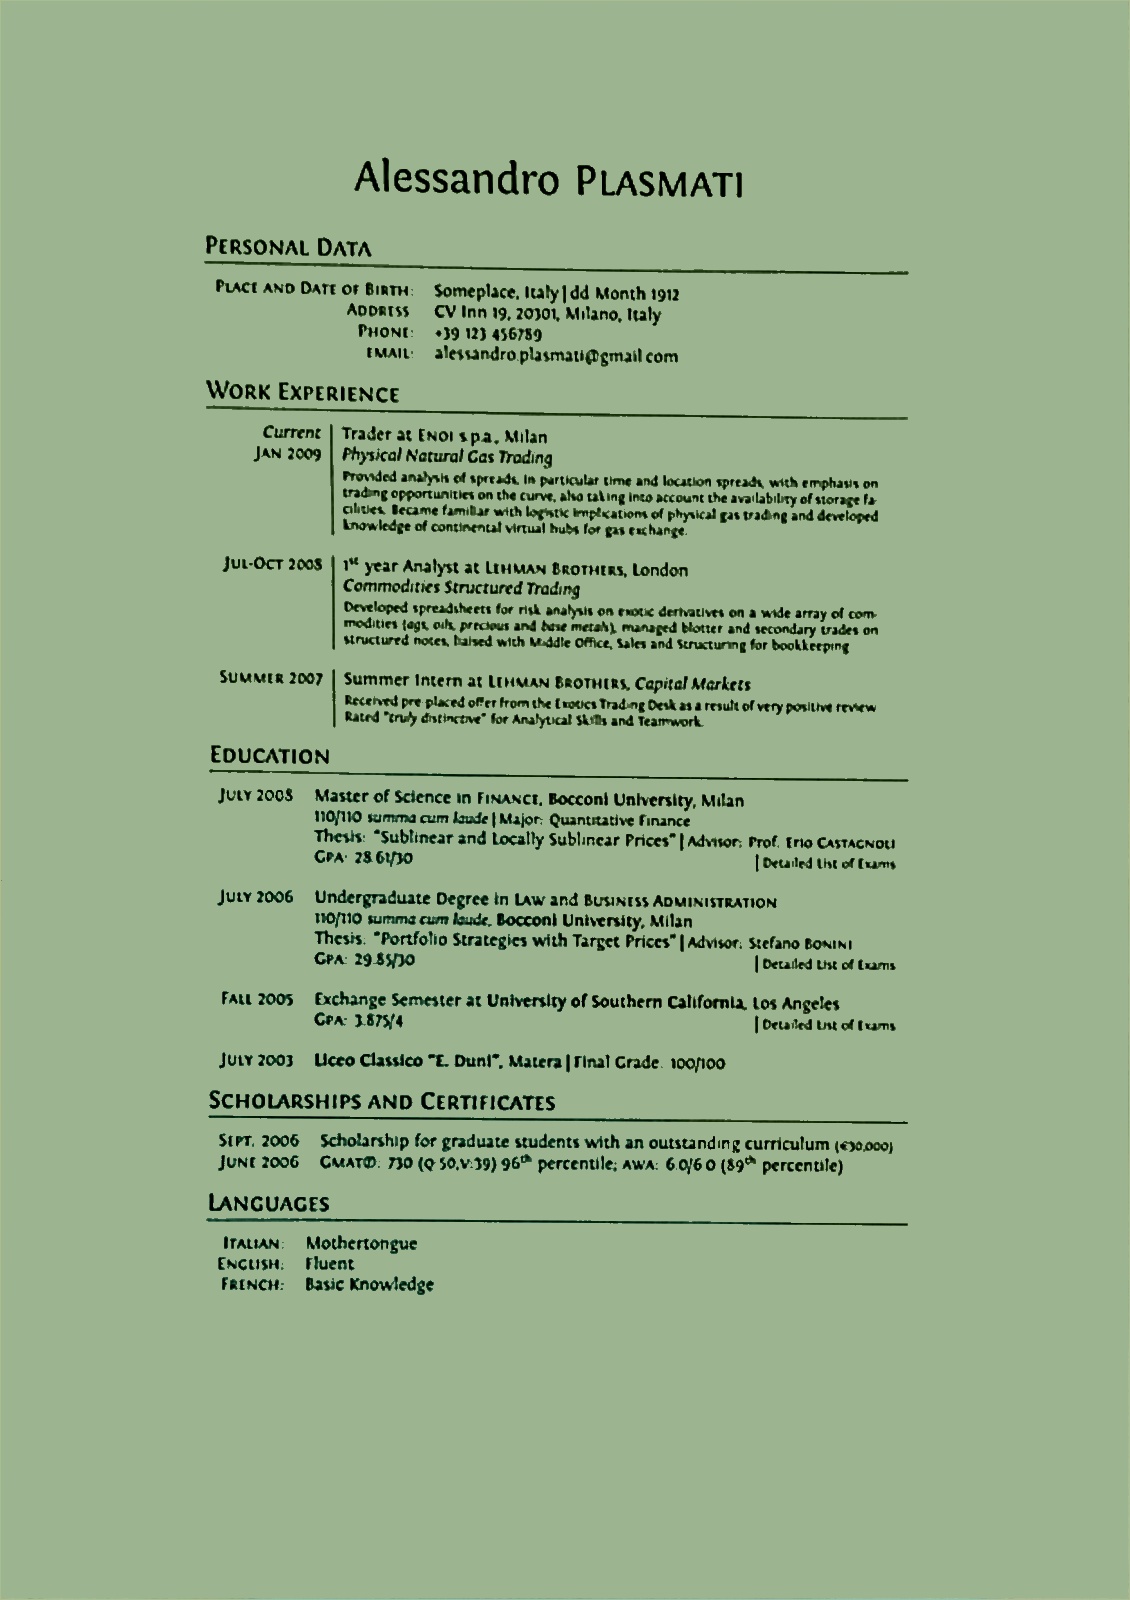 Alessandro PLASMATI
PERSONAL DATA
PLACE AND DATE OF BIRTH: Someplace, Italy | dd Month 1912
ADDRESS CV Inn 19, 20301, Milano, Italy
PHONE: +39 123 456789
EMAIL: alessandro.plasmati@gmail.com
WORK EXPERIENCE
Current Trader at ENOI s.p.a., Milan
JAN 2009 Physical Natural Gas Trading
Provided analysis of spreads, in particular time and location spreads, with emphasis on
trading opportunities on the curve, also taking into account the availability of storage fa-
cilities. Became familiar with logistic implications of physical gas trading and developed
knowledge of continental virtual hubs for gas exchange.
JUL-OCT 2008 1st year Analyst at LEHMAN BROTHERS, London
Commodities Structured Trading
Developed spreadsheets for risk analysis on exotic derivatives on a wide array of com-
modities (ags, oils, precious and base metals), managed blotter and secondary trades on
structured notes, liaised with Middle Office, Sales and Structuring for bookkeeping
SUMMER 2007 Summer Intern at LEHMAN BROTHERS, Capital Markets
Received pre placed offer from the Exotics Trading Desk as a result of very positive review
Rated "truly distinctive" for Analytical Skills and Teamwork.
EDUCATION
JULY 2008 Master of Science in FINANCE, Bocconi University, Milan
110/110 summa cum laude | Major: Quantitative Finance
Thesis: "Sublinear and Locally Sublinear Prices" | Advisor: Prof. Erio CASTAGNOLI
GPA: 28.61/30 | Detailed List of Exams
JULY 2006 Undergraduate Degree in LAW and BUSINESS ADMINISTRATION
110/110 summa cum laude, Bocconi University, Milan
Thesis: "Portfolio Strategies with Target Prices" | Advisor: Stefano BONINI
GPA: 29.85/30 | Detailed List of Exams
FALL 2005 Exchange Semester at University of Southern California, Los Angeles
GPA: 3.875/4 | Detailed List of Exams
JULY 2003 Liceo Classico "E. Duni", Matera | Final Grade: 100/100
SCHOLARSHIPS AND CERTIFICATES
SEPT. 2006 Scholarship for graduate students with an outstanding curriculum (€30,000)
JUNE 2006 GMAT®: 730 (Q:50,V:39) 96th percentile; AWA: 6.0/6.0 (89th percentile)
LANGUAGES
ITALIAN: Mothertongue
ENGLISH: Fluent
FRENCH: Basic Knowledge